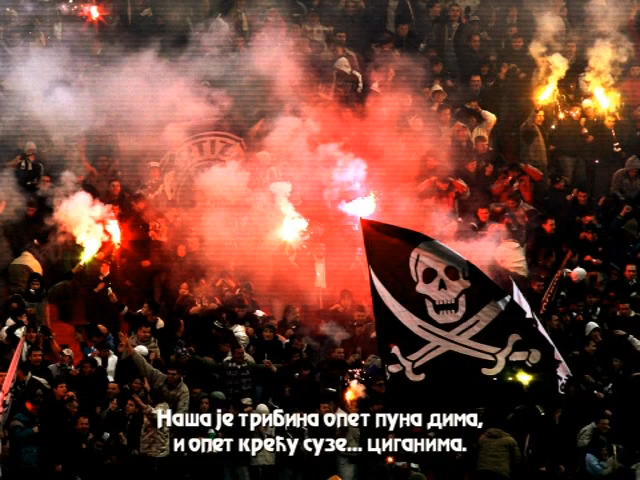 Наша је трибина опет пуна дима,
и опет крећу сузе... циганима.